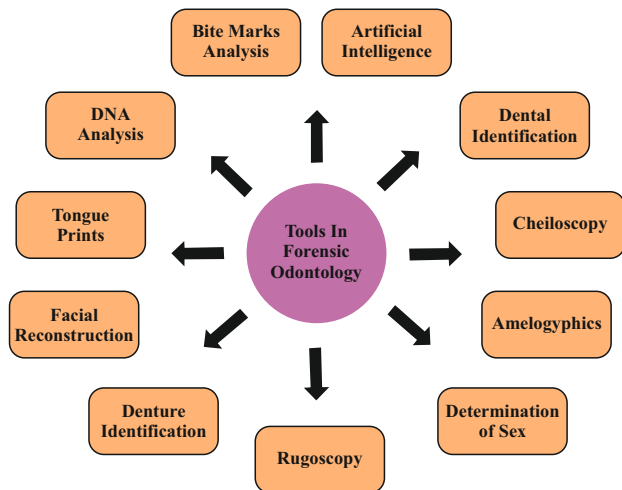 Bite Marks
Analysis
Artificial
Intelligence
DNA
Analysis
Dental
Identification
Tongue
Prints
Tools In
Forensic
Odontology
Cheiloscopy
Facial
Reconstruction
Amelogyphics
Denture
Identification
Determination
of Sex
Rugoscopy